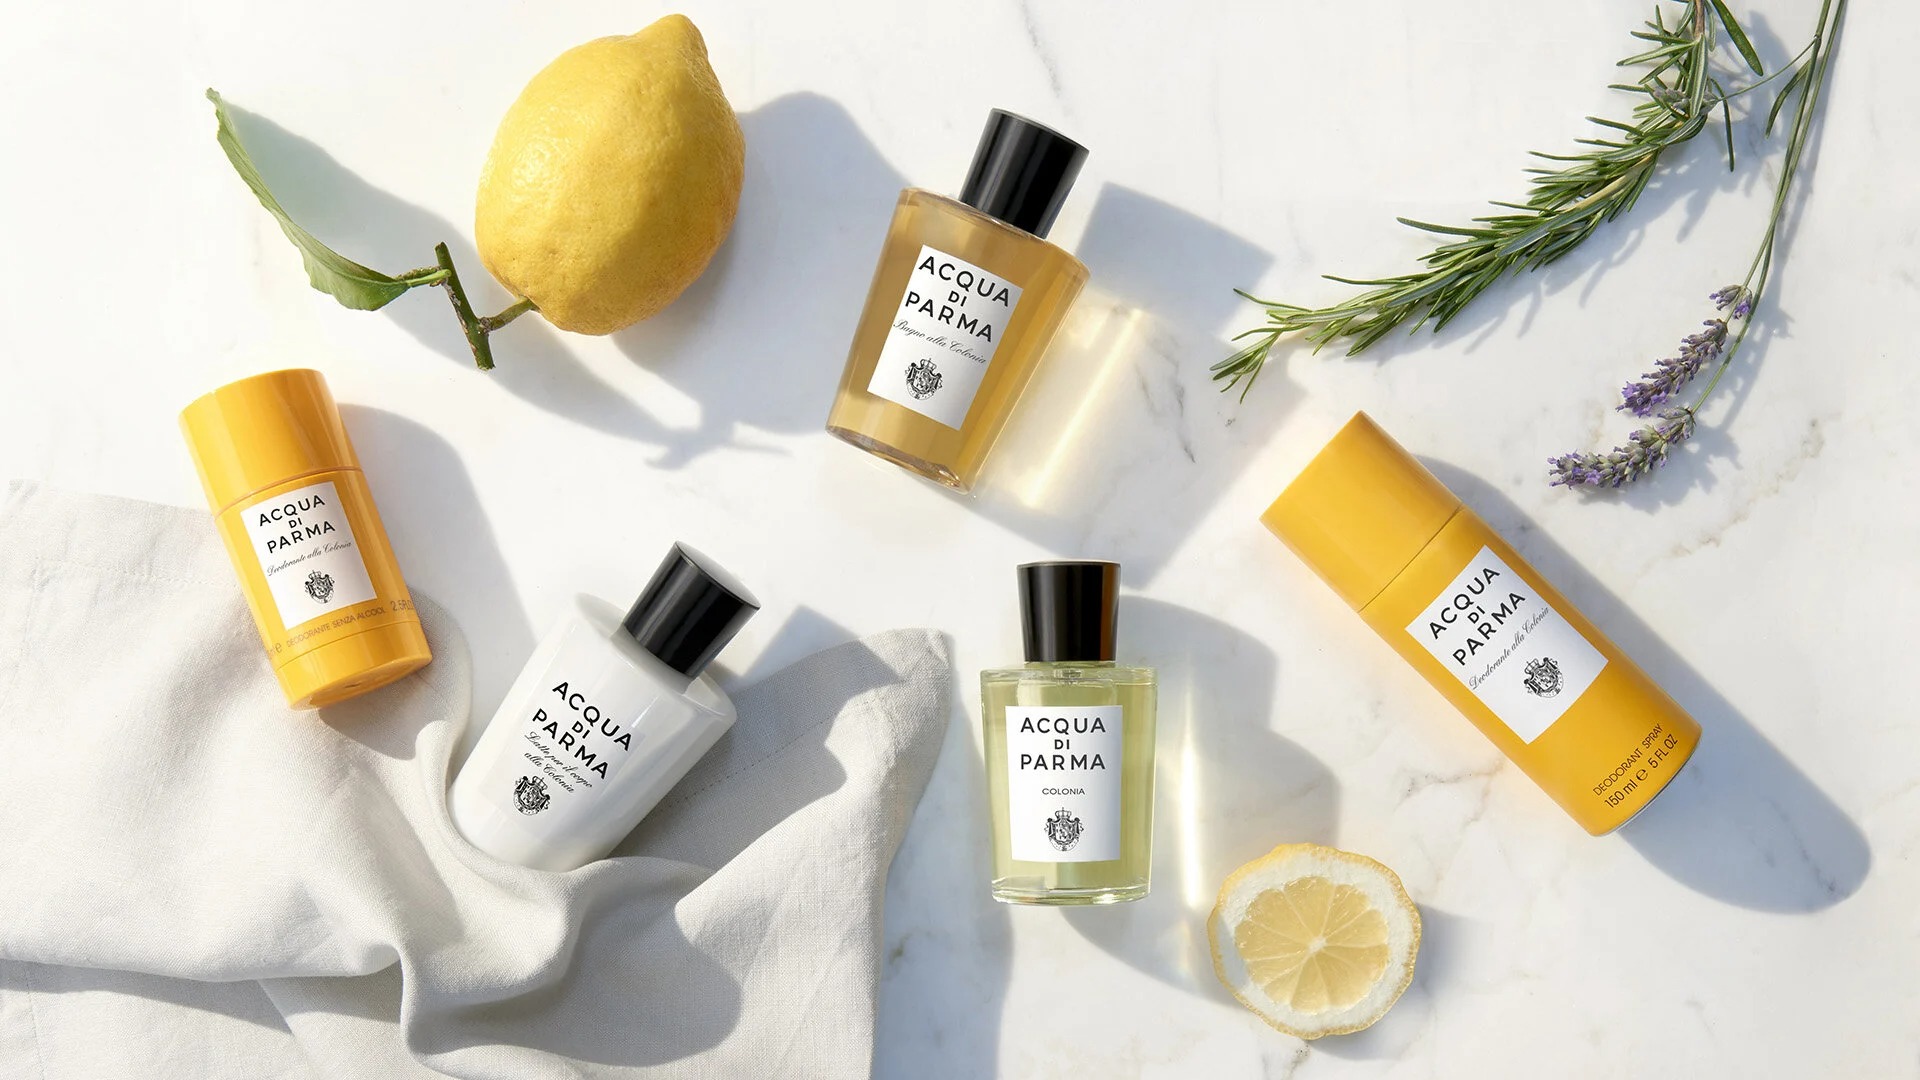 ACQUA
DI
PARMA
Bagno alla Colonia
ACQUA
DI
PARMA
Deodorante alla Colonia
DEODORANTE SENZA ALCOOL 2.5
ACQUA
DI
PARMA
Latte per il corpo
alla Colonia
ACQUA
DI
PARMA
COLONIA
ACQUA
DI
PARMA
Deodorante alla Colonia
DEODORANT SPRAY
150 ml e 5 FL OZ